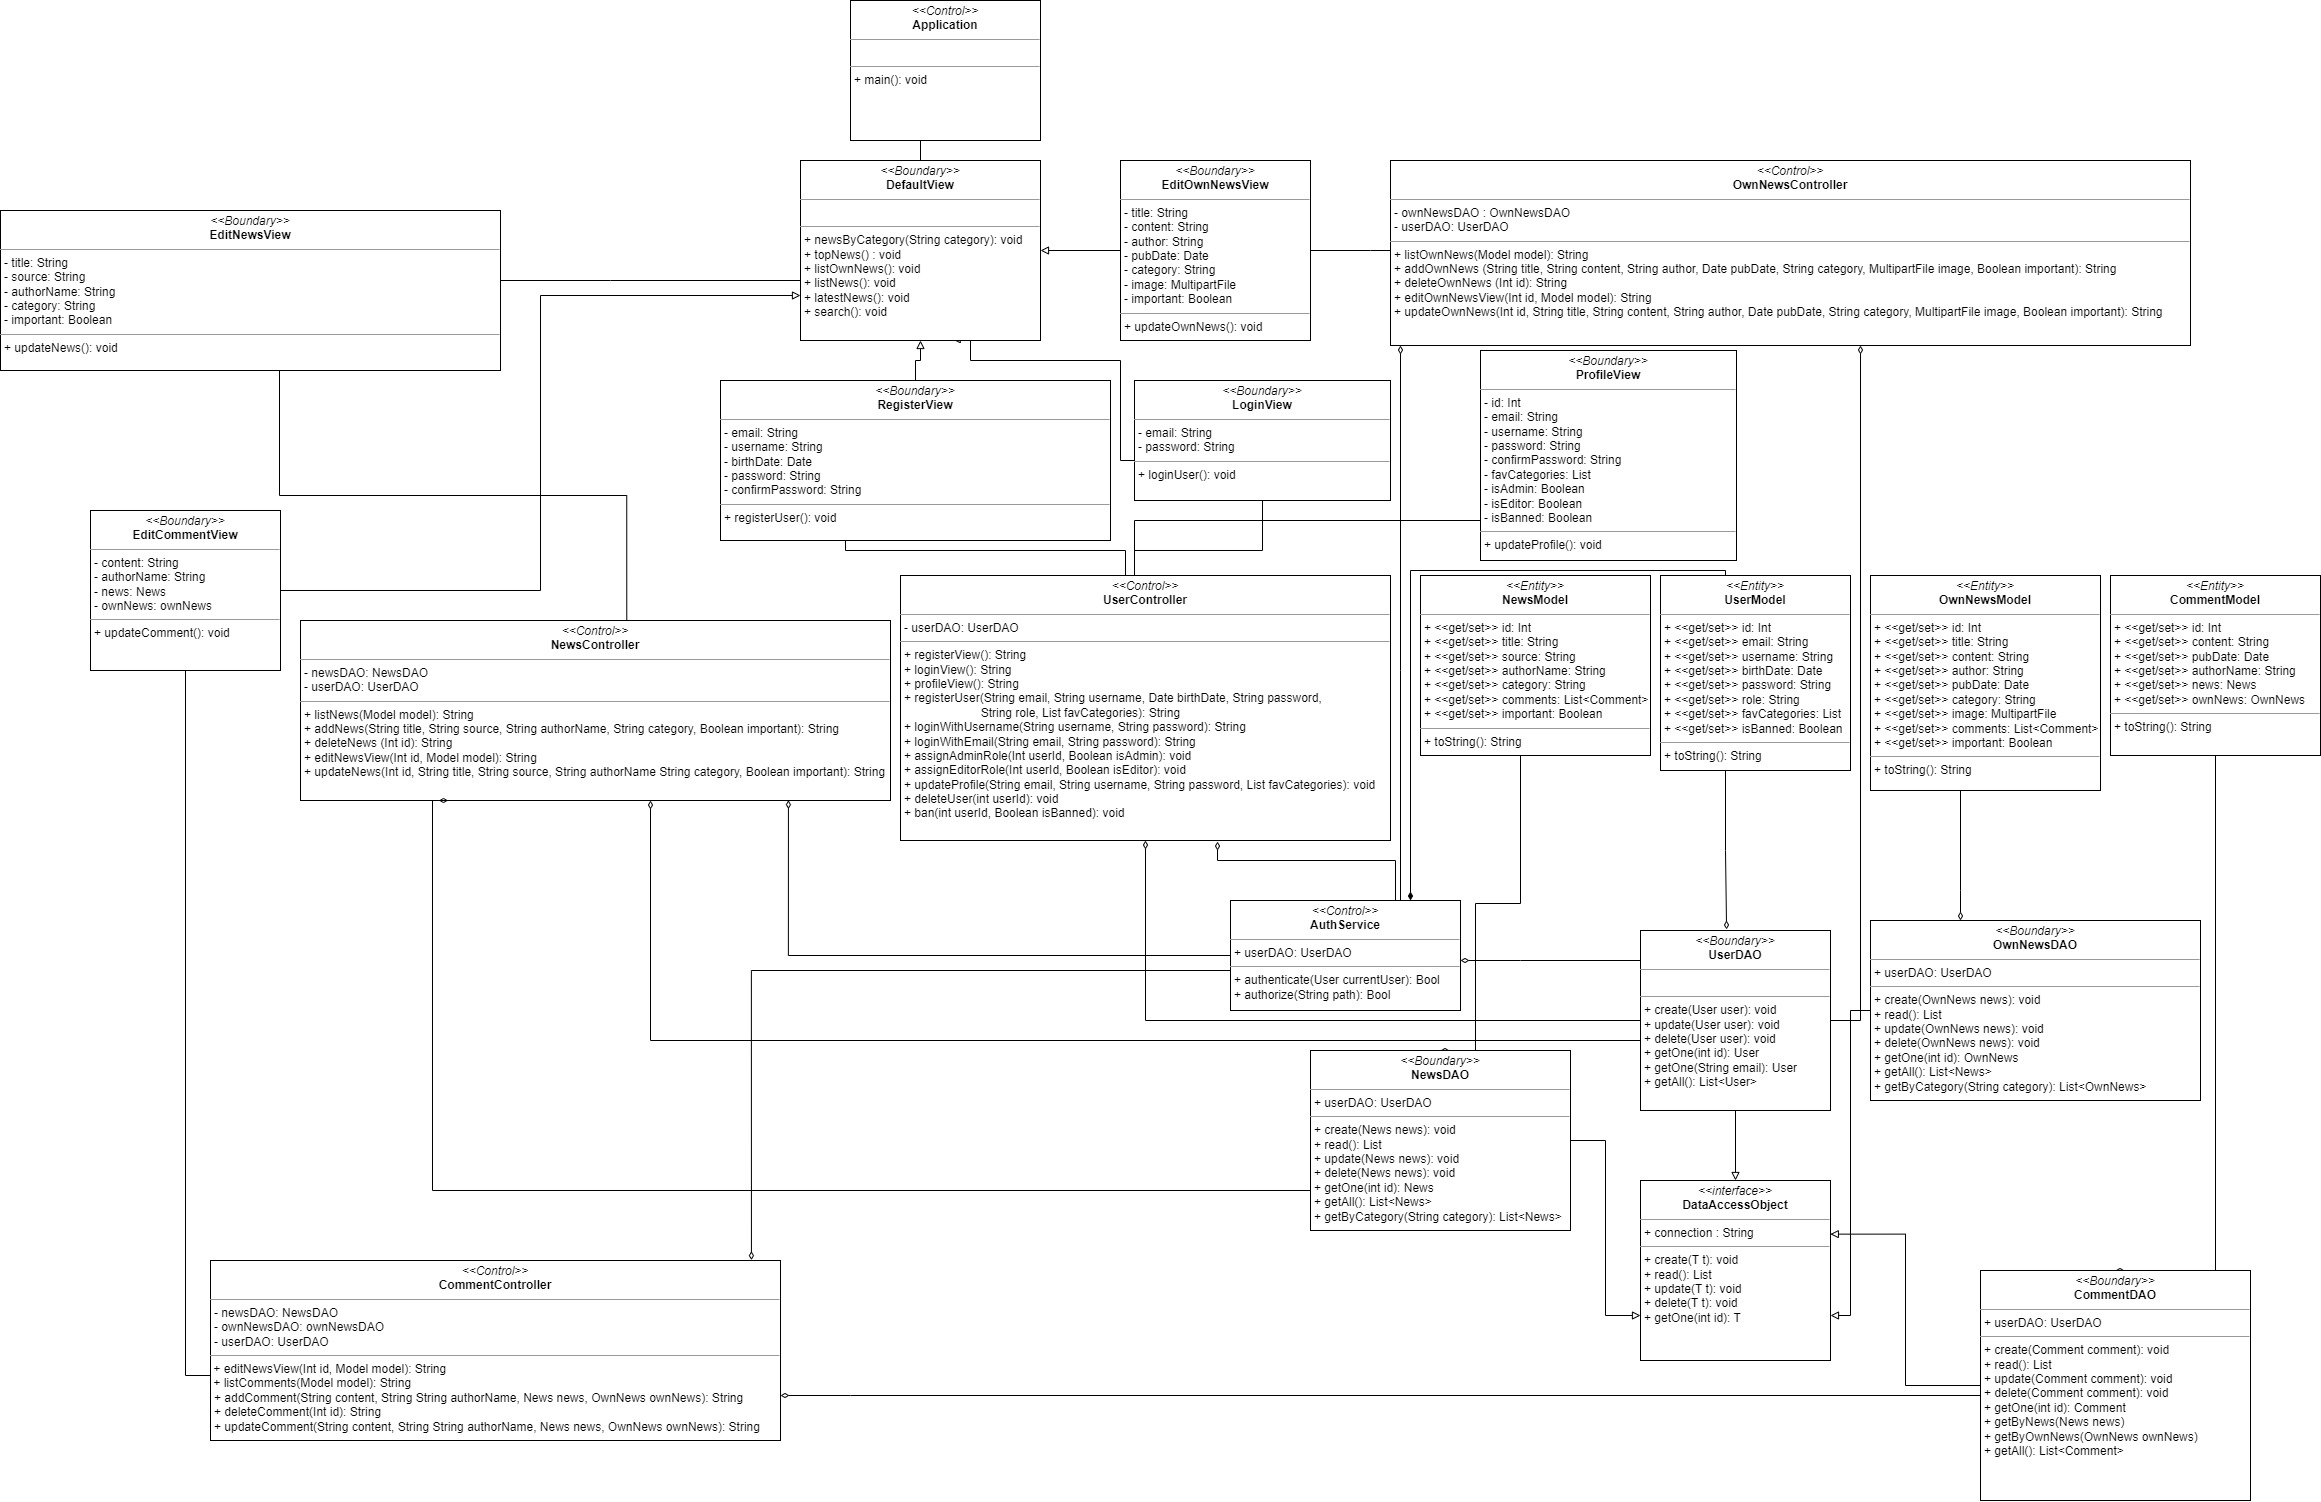 <<Control>>
Application
+ main(): void
<<Boundary>>
DefaultView
+ newsByCategory(String category): void
+ topNews() : void
+ listOwnNews(): void
+ listNews(): void
+ latestNews(): void
+ search(): void
<<Boundary>>
EditOwnNewsView
- title: String
- content: String
- author: String
- pubDate: Date
- category: String
- image: MultipartFile
- important: Boolean
+ updateOwnNews(): void
<<Control>>
OwnNewsController
- ownNewsDAO : OwnNewsDAO
- userDAO: UserDAO
+ listOwnNews(Model model): String
+ addOwnNews (String title, String content, String author, Date pubDate, String category, MultipartFile image, Boolean important): String
+ deleteOwnNews (Int id): String
+ editOwnNewsView(Int id, Model model): String
+ updateOwnNews(Int id, String title, String content, String author, Date pubDate, String category, MultipartFile image, Boolean important): String
<<Boundary>>
EditNewsView
- title: String
- source: String
- authorName: String
- category: String
- important: Boolean
+ updateNews(): void
<<Boundary>>
RegisterView
- email: String
- username: String
- birthDate: Date
- password: String
- confirmPassword: String
+ registerUser(): void
<<Boundary>>
LoginView
- email: String
- password: String
+ loginUser(): void
<<Boundary>>
ProfileView
- id: Int
- email: String
- username: String
- password: String
- confirmPassword: String
- favCategories: List
- isAdmin: Boolean
- isEditor: Boolean
- isBanned: Boolean
+ updateProfile(): void
<<Boundary>>
EditCommentView
- content: String
- authorName: String
- news: News
- ownNews: ownNews
+ updateComment(): void
<<Control>>
NewsController
- newsDAO: NewsDAO
- userDAO: UserDAO
+ listNews(Model model): String
+ addNews(String title, String source, String authorName, String category, Boolean important): String
+ deleteNews (Int id): String
+ editNewsView(Int id, Model model): String
+ updateNews(Int id, String title, String source, String authorName String category, Boolean important): String
<<Control>>
UserController
- userDAO: UserDAO
+ registerView(): String
+ loginView(): String
+ profileView(): String
+ registerUser(String email, String username, Date birthDate, String password,
String role, List favCategories): String
+ loginWithUsername(String username, String password): String
+ loginWithEmail(String email, String password): String
+ assignAdminRole(Int userId, Boolean isAdmin): void
+ assignEditorRole(Int userId, Boolean isEditor): void
+ updateProfile(String email, String username, String password, List favCategories): void
+ deleteUser(int userId): void
+ ban(int userId, Boolean isBanned): void
<<Entity>>
NewsModel
+ <<get/set>> id: Int
+ <<get/set>> title: String
+ <<get/set>> source: String
+ <<get/set>> authorName: String
+ <<get/set>> category: String
+ <<get/set>> comments: List<Comment>
+ <<get/set>> important: Boolean
+ toString(): String
<<Entity>>
UserModel
+ <<get/set>> id: Int
+ <<get/set>> email: String
+ <<get/set>> username: String
+ <<get/set>> birthDate: Date
+ <<get/set>> password: String
+ <<get/set>> role: String
+ <<get/set>> favCategories: List
+ <<get/set>> isBanned: Boolean
+ toString(): String
<<Entity>>
OwnNewsModel
+ <<get/set>> id: Int
+ <<get/set>> title: String
+ <<get/set>> content: String
+ <<get/set>> author: String
+ <<get/set>> pubDate: Date
+ <<get/set>> category: String
+ <<get/set>> image: MultipartFile
+ <<get/set>> comments: List<Comment>
+ <<get/set>> important: Boolean
+ toString(): String
<<Entity>>
CommentModel
+ <<get/set>> id: Int
+ <<get/set>> content: String
+ <<get/set>> pubDate: Date
+ <<get/set>> authorName: String
+ <<get/set>> news: News
+ <<get/set>> ownNews: OwnNews
+ toString(): String
<<Control>>
AuthService
+ userDAO: UserDAO
+ authenticate(User currentUser): Bool
+ authorize(String path): Bool
<<Boundary>>
UserDAO
+ create(User user): void
+ update(User user): void
+ delete(User user): void
+ getOne(int id): User
+ getOne(String email): User
+ getAll(): List<User>
<<Boundary>>
OwnNewsDAO
+ userDAO: UserDAO
+ create(OwnNews news): void
+ read(): List
+ update(OwnNews news): void
+ delete(OwnNews news): void
+ getOne(int id): OwnNews
+ getAll(): List<News>
+ getByCategory(String category): List<OwnNews>
<<Boundary>>
NewsDAO
+ userDAO: UserDAO
+ create(News news): void
+ read(): List
+ update(News news): void
+ delete(News news): void
+ getOne(int id): News
+ getAll(): List<News>
+ getByCategory(String category): List<News>
<<interface>>
DataAccessObject
+ connection : String
+ create(T t): void
+ read(): List
+ update(T t): void
+ delete(T t): void
+ getOne(int id): T
<<Control>>
CommentController
- newsDAO: NewsDAO
- ownNewsDAO: ownNewsDAO
- userDAO: UserDAO
+ editNewsView(Int id, Model model): String
+ listComments(Model model): String
+ addComment(String content, String String authorName, News news, OwnNews ownNews): String
+ deleteComment(Int id): String
+ updateComment(String content, String String authorName, News news, OwnNews ownNews): String
<<Boundary>>
CommentDAO
+ userDAO: UserDAO
+ create(Comment comment): void
+ read(): List
+ update(Comment comment): void
+ delete(Comment comment): void
+ getOne(int id): Comment
+ getByNews(News news)
+ getByOwnNews(OwnNews ownNews)
+ getAll(): List<Comment>